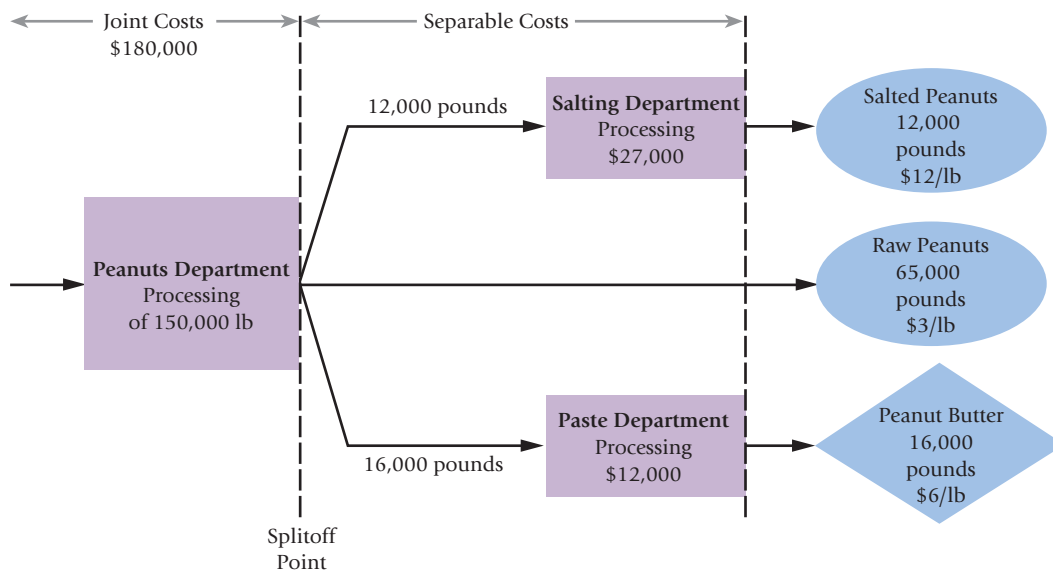 Joint Costs
$180,000
Separable Costs
12,000 pounds
Salting Department
Processing
$27,000
Salted Peanuts
12,000
pounds
$12/lb
Peanuts Department
Processing
of 150,000 lb
Raw Peanuts
65,000
pounds
$3/lb
16,000 pounds
Paste Department
Processing
$12,000
Peanut Butter
16,000
pounds
$6/lb
Splitoff
Point